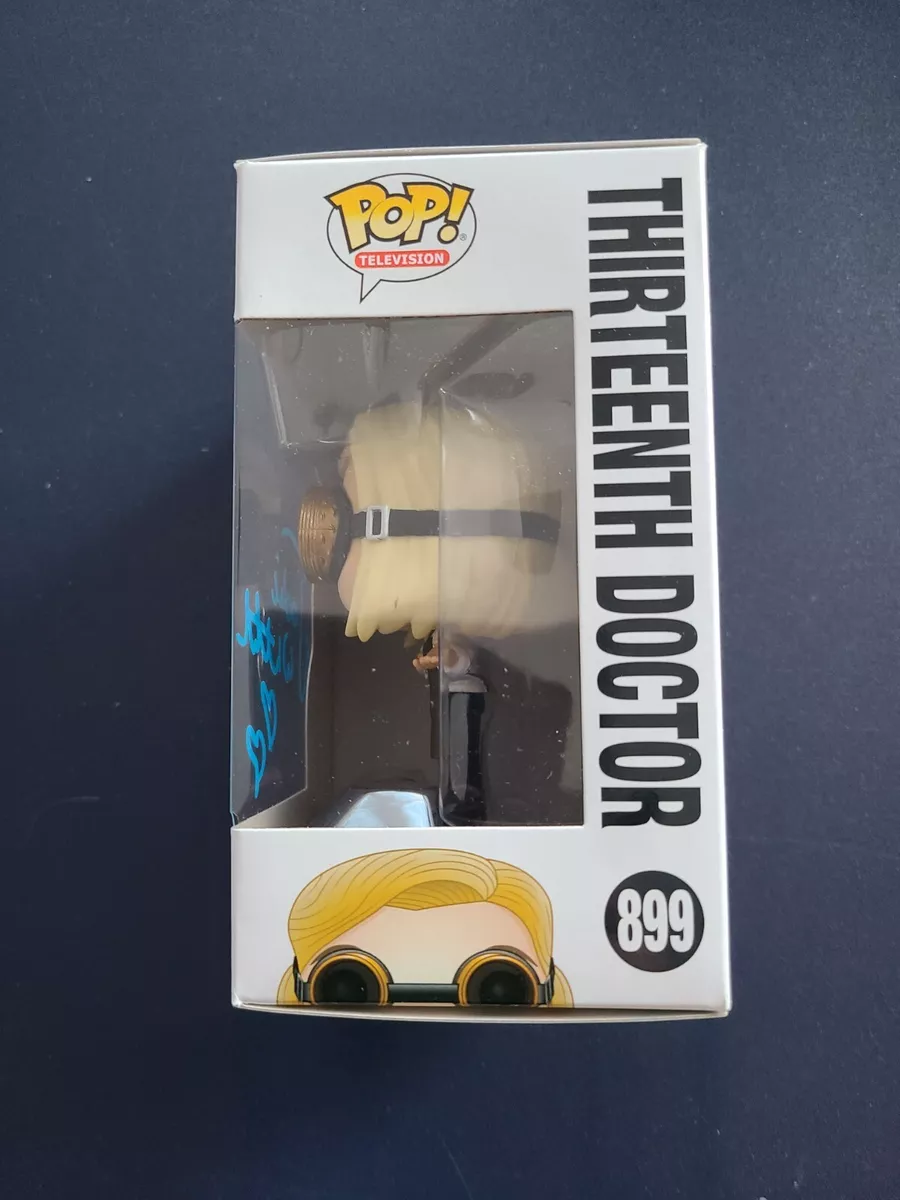 POP!®
TELEVISION
THIRTEENTH DOCTOR
899